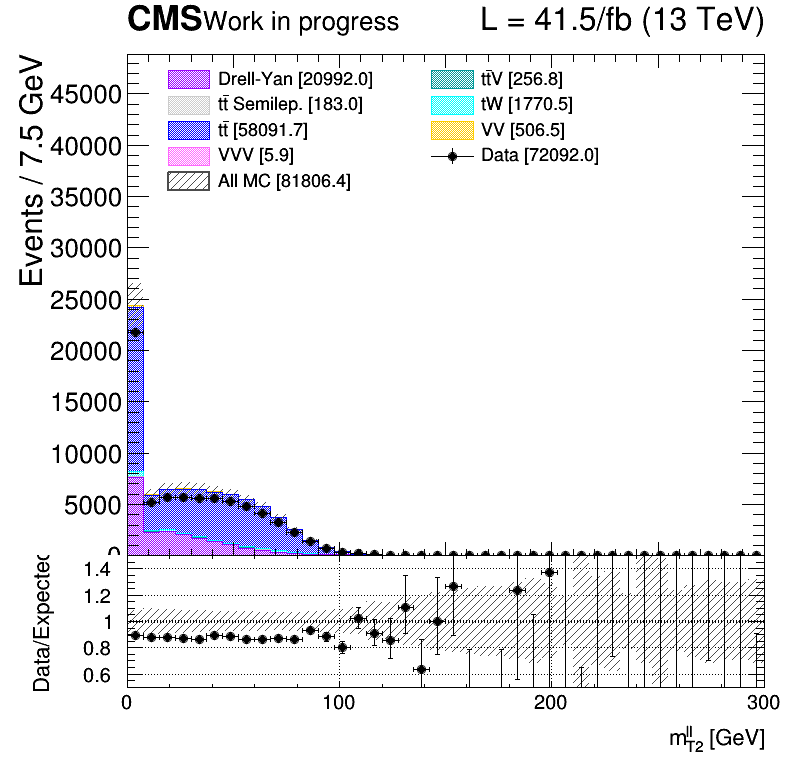 CMS Work in progress L = 41.5/fb (13 TeV)
Events / 7.5 GeV
45000
40000
35000
30000
25000
20000
15000
10000
5000
0
Drell-Yan [20992.0]
tt̄ Semilep. [183.0]
tt̄ [58091.7]
VVV [5.9]
All MC [81806.4]
tt̄V [256.8]
tW [1770.5]
VV [506.5]
Data [72092.0]
Data/Expected
1.4
1.2
1
0.8
0.6
0 100 200 300
m_T2^ll [GeV]